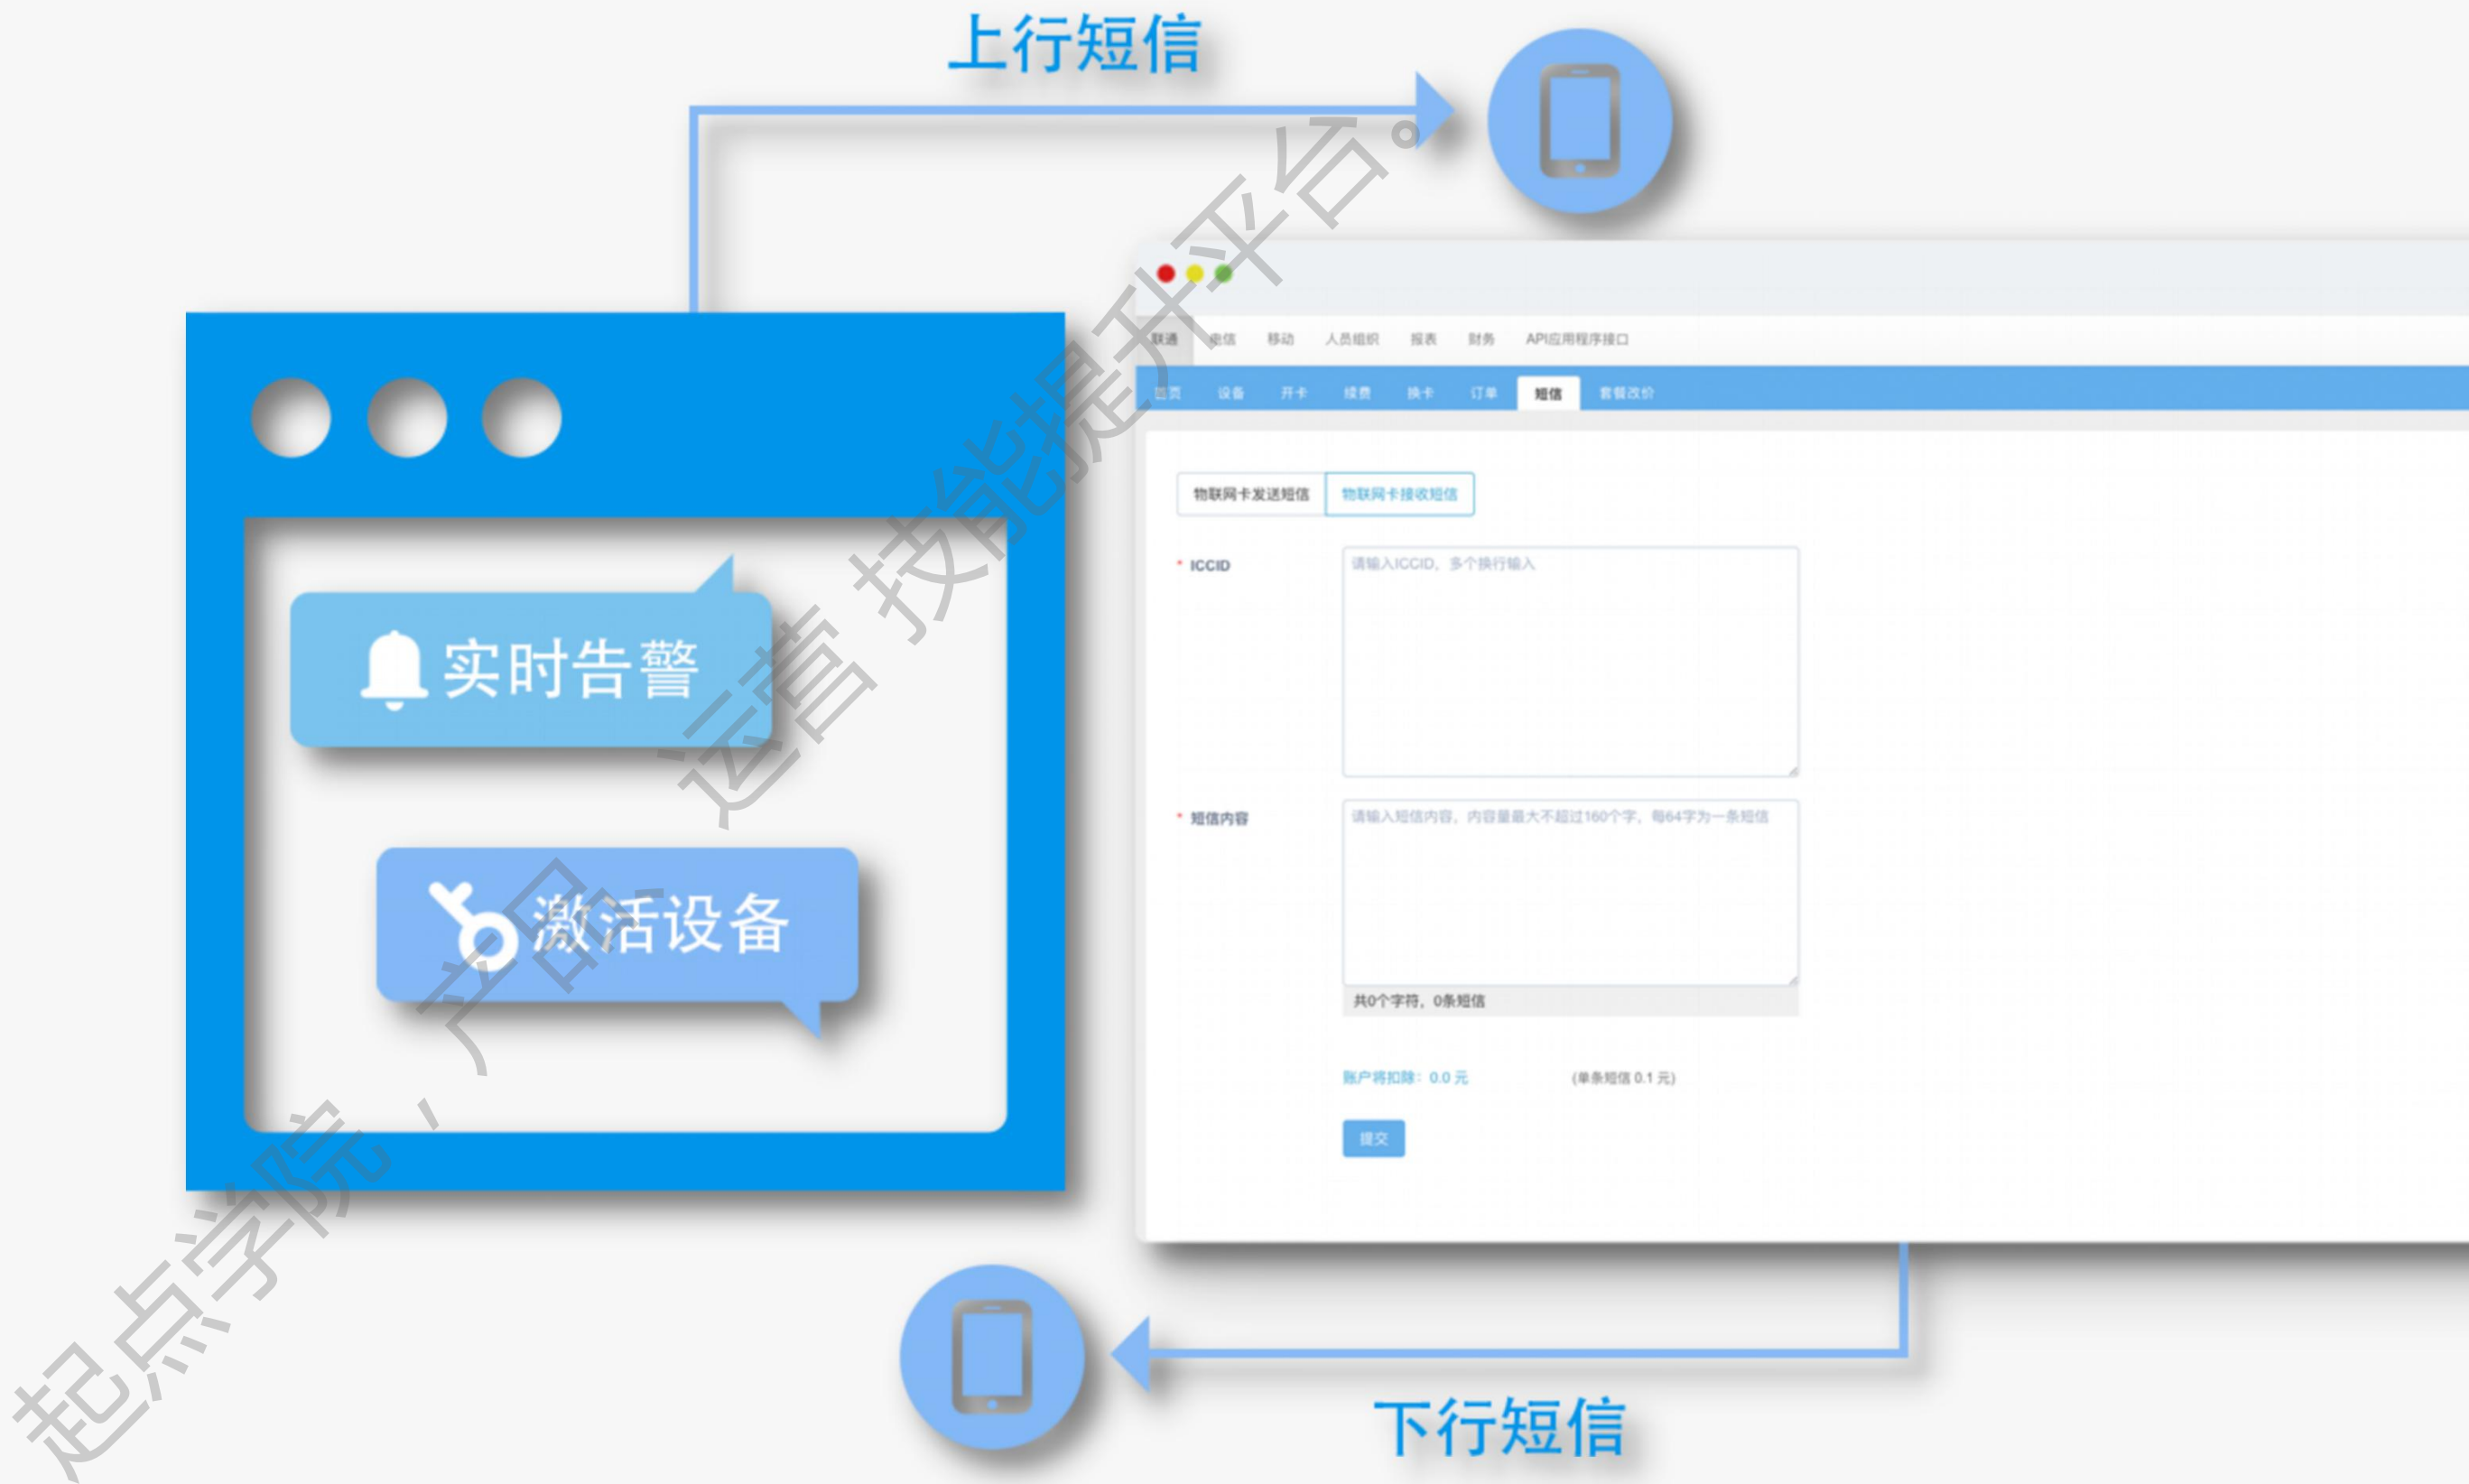 上行短信
联通 电信 移动 人员组织 报表 财务 API应用程序接口
首页 设备 开卡 续费 换卡 订单 短信 套餐改价
物联网卡发送短信 物联网卡接收短信
* ICCID 请输入ICCID，多个换行输入
实时告警
* 短信内容 请输入短信内容，内容量最大不超过160个字，每64字为一条短信
激活设备
共0个字符，0条短信
账户将扣除：0.0 元 (单条短信 0.1 元)
提交
下行短信
起点学院，产品、运营 技能提升平台。